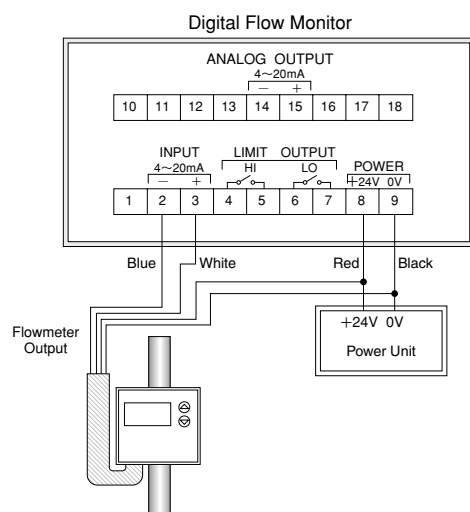 Digital Flow Monitor
ANALOG OUTPUT
4～20mA
－ ＋
10 11 12 13 14 15 16 17 18
INPUT LIMIT OUTPUT
4～20mA HI LO POWER
－ ＋ ＋24V 0V
1 2 3 4 5 6 7 8 9
Blue White Red Black
＋24V 0V
Power Unit
Flowmeter
Output